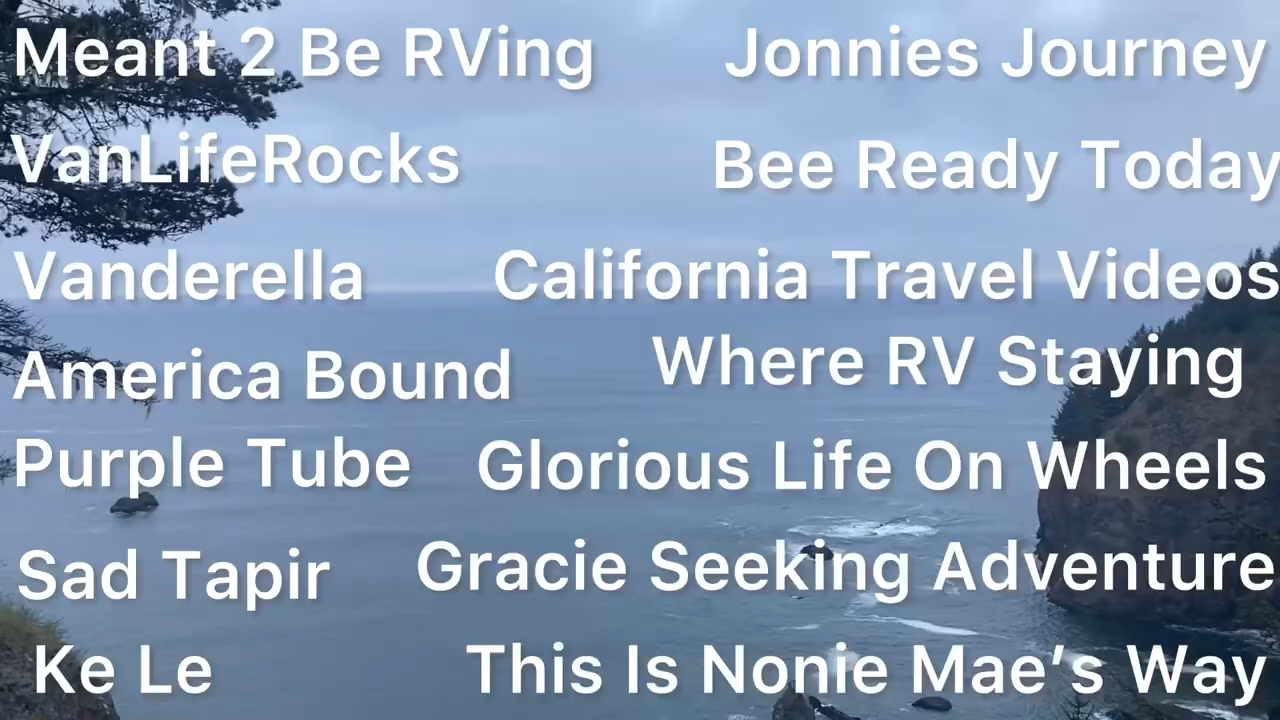 Meant 2 Be RVing
Jonnies Journey
VanLifeRocks
Bee Ready Today
Vanderella
California Travel Videos
America Bound
Where RV Staying
Purple Tube
Glorious Life On Wheels
Sad Tapir
Gracie Seeking Adventure
Ke Le
This Is Nonie Mae’s Way